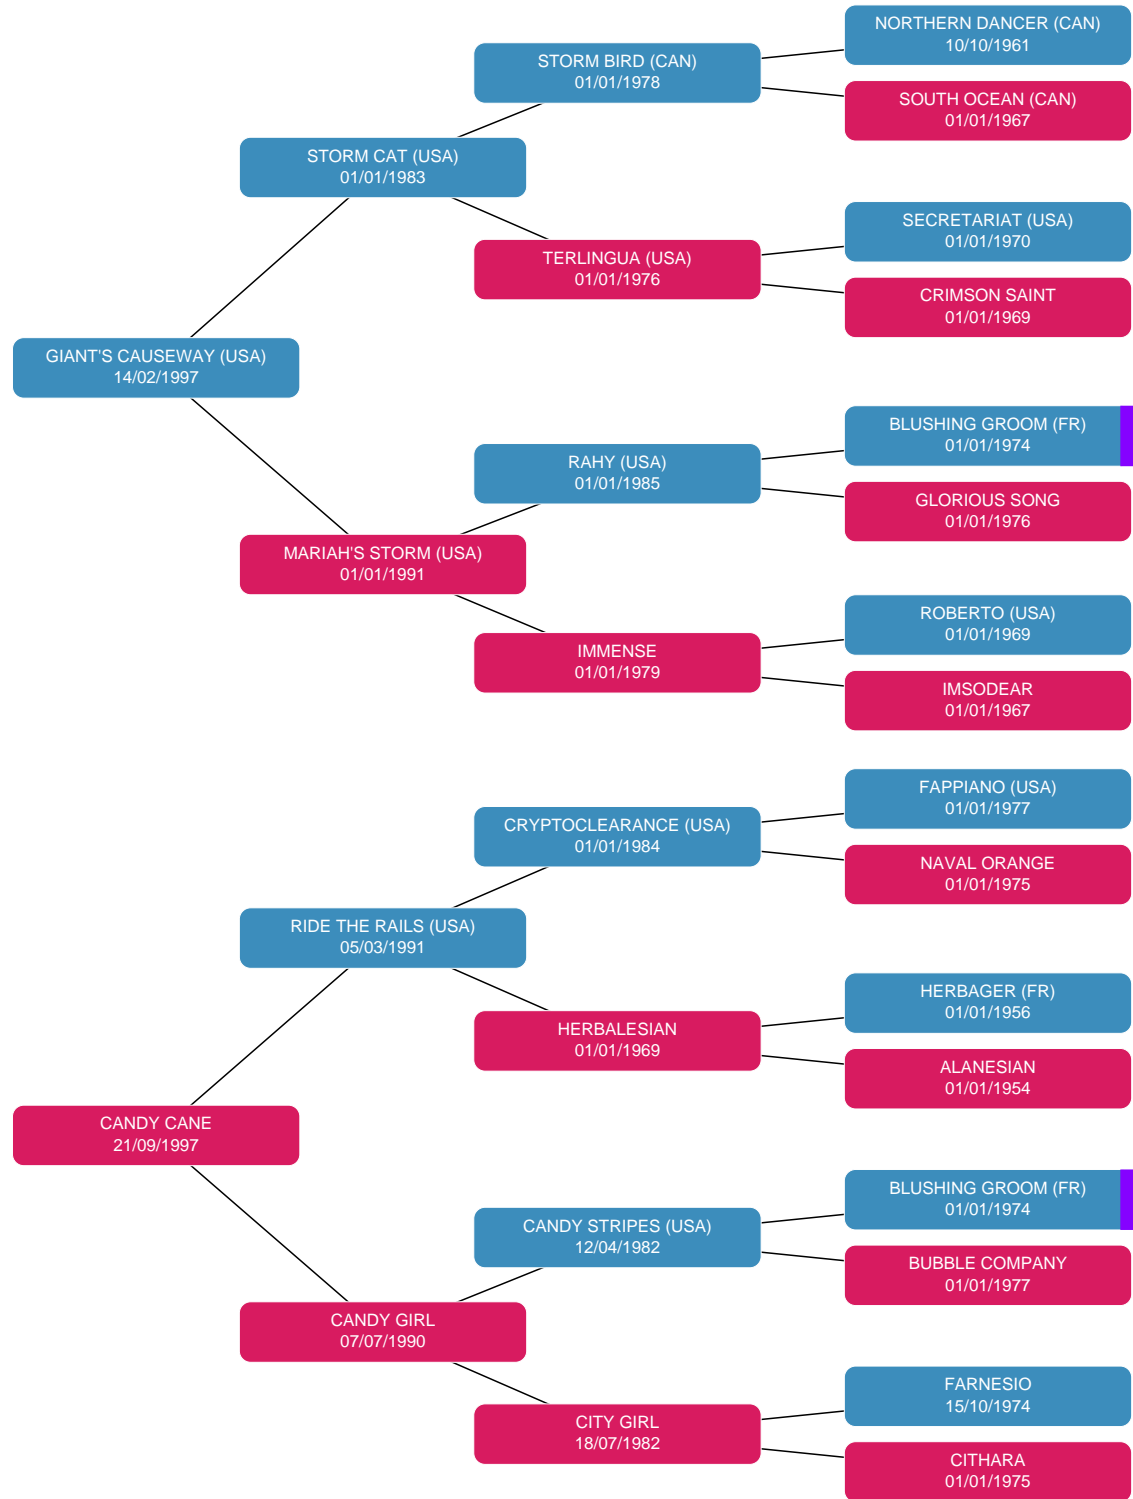 NORTHERN DANCER (CAN)
10/10/1961
STORM BIRD (CAN)
01/01/1978
SOUTH OCEAN (CAN)
01/01/1967
STORM CAT (USA)
01/01/1983
SECRETARIAT (USA)
01/01/1970
TERLINGUA (USA)
01/01/1976
CRIMSON SAINT
01/01/1969
GIANT'S CAUSEWAY (USA)
14/02/1997
BLUSHING GROOM (FR)
01/01/1974
RAHY (USA)
01/01/1985
GLORIOUS SONG
01/01/1976
MARIAH'S STORM (USA)
01/01/1991
ROBERTO (USA)
01/01/1969
IMMENSE
01/01/1979
IMSODEAR
01/01/1967
FAPPIANO (USA)
01/01/1977
CRYPTOCLEARANCE (USA)
01/01/1984
NAVAL ORANGE
01/01/1975
RIDE THE RAILS (USA)
05/03/1991
HERBAGER (FR)
01/01/1956
HERBALESIAN
01/01/1969
ALANESIAN
01/01/1954
CANDY CANE
21/09/1997
BLUSHING GROOM (FR)
01/01/1974
CANDY STRIPES (USA)
12/04/1982
BUBBLE COMPANY
01/01/1977
CANDY GIRL
07/07/1990
FARNESIO
15/10/1974
CITY GIRL
18/07/1982
CITHARA
01/01/1975